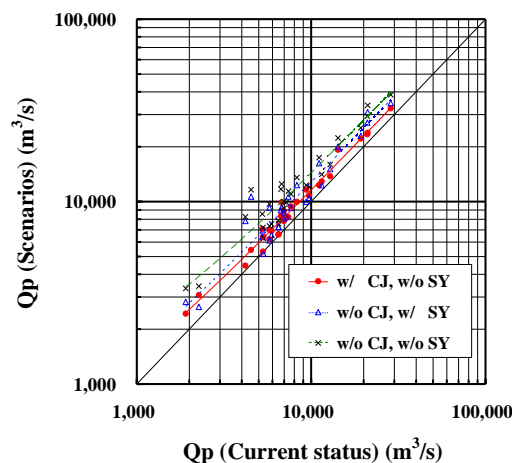 100,000
10,000
1,000
Qp (Scenarios) (m³/s)
w/ CJ, w/o SY
w/o CJ, w/ SY
w/o CJ, w/o SY
1,000
10,000
100,000
Qp (Current status) (m³/s)